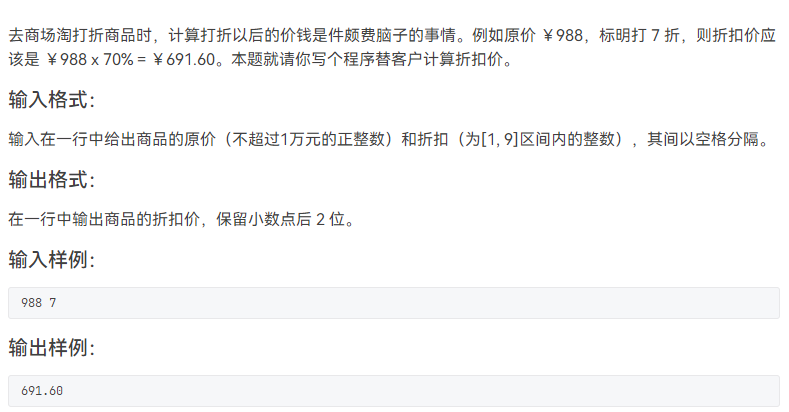 去商场淘打折商品时，计算打折以后的价钱是件颇费脑子的事情。例如原价 ￥988，标明打 7 折，则折扣价应
该是 ￥988 x 70% = ￥691.60。本题就请你写个程序替客户计算折扣价。
输入格式：
输入在一行中给出商品的原价（不超过1万元的正整数）和折扣（为[1, 9]区间内的整数），其间以空格分隔。
输出格式：
在一行中输出商品的折扣价，保留小数点后 2 位。
输入样例：
988 7
输出样例：
691.60